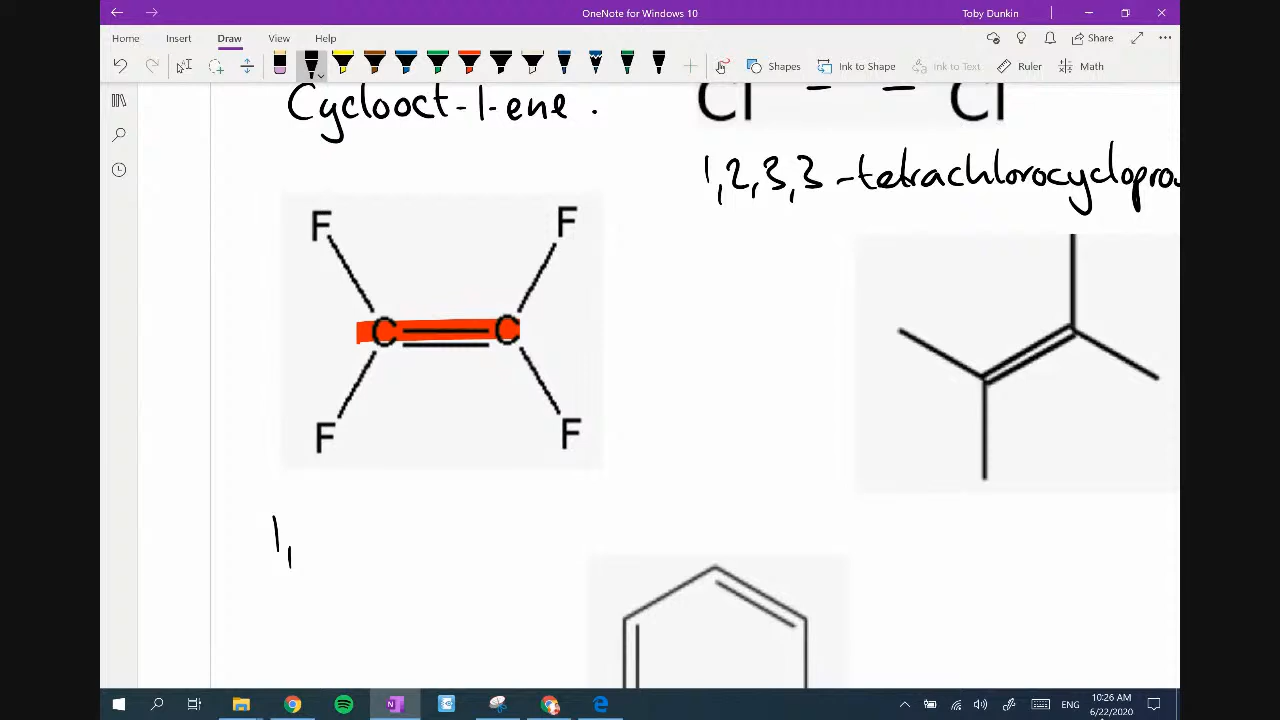 OneNote for Windows 10
Toby Dunkin
Home Insert Draw View Help
Share
Shapes Ink to Shape Ink to Text Ruler Math
Cyclooct-1-ene .
Cl Cl
1,2,3,3 -tetrachlorocyclopro
F F
C C
F F
1,
ENG
10:26 AM
6/22/2020